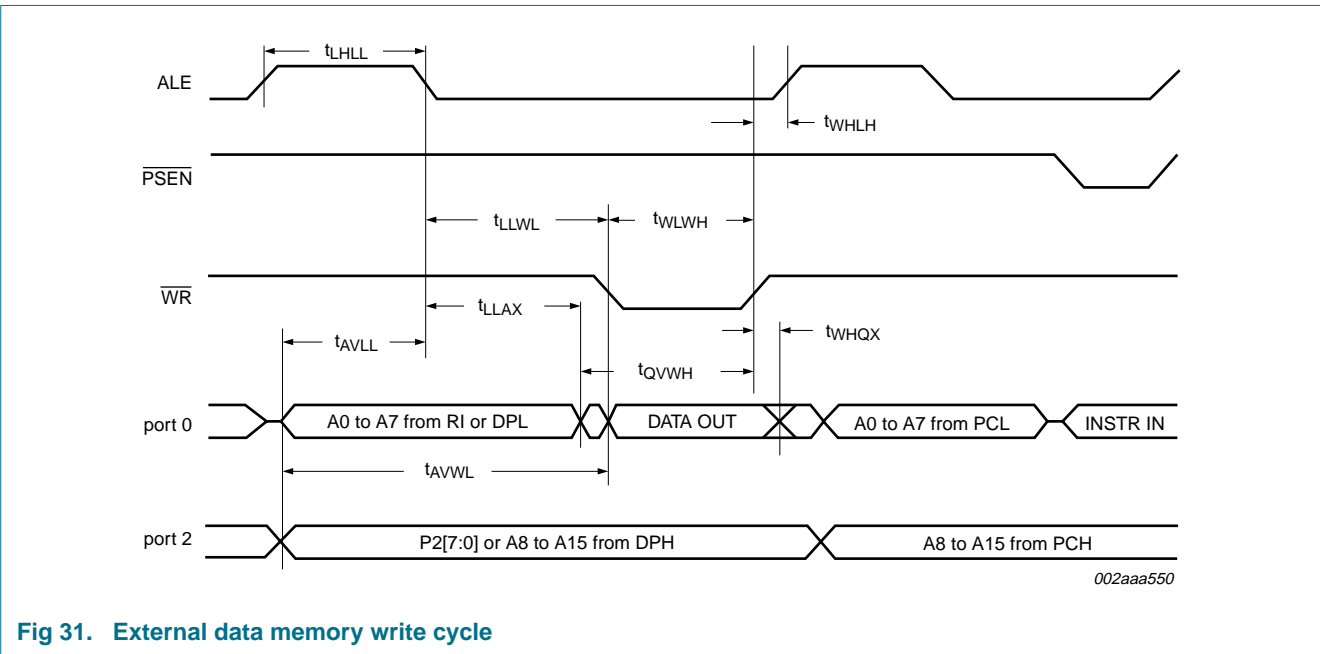 tLHLL
ALE
tWHLH
PSEN
tLLWL
tWLWH
WR
tLLAX
tWHQX
tAVLL
tQVWH
port 0
A0 to A7 from RI or DPL
DATA OUT
A0 to A7 from PCL
INSTR IN
tAVWL
port 2
P2[7:0] or A8 to A15 from DPH
A8 to A15 from PCH
002aaa550
Fig 31. External data memory write cycle